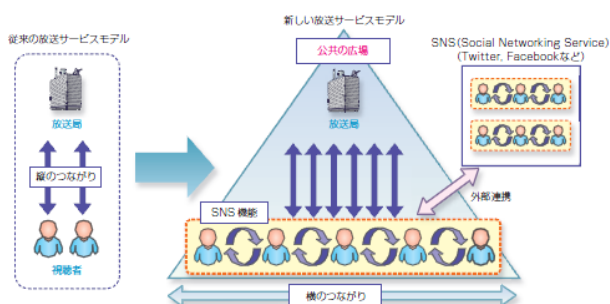 従来の放送サービスモデル
放送局
縦のつながり
視聴者
新しい放送サービスモデル
公共の広場
放送局
SNS機能
横のつながり
SNS(Social Networking Service)
(Twitter, Facebookなど)
外部連携